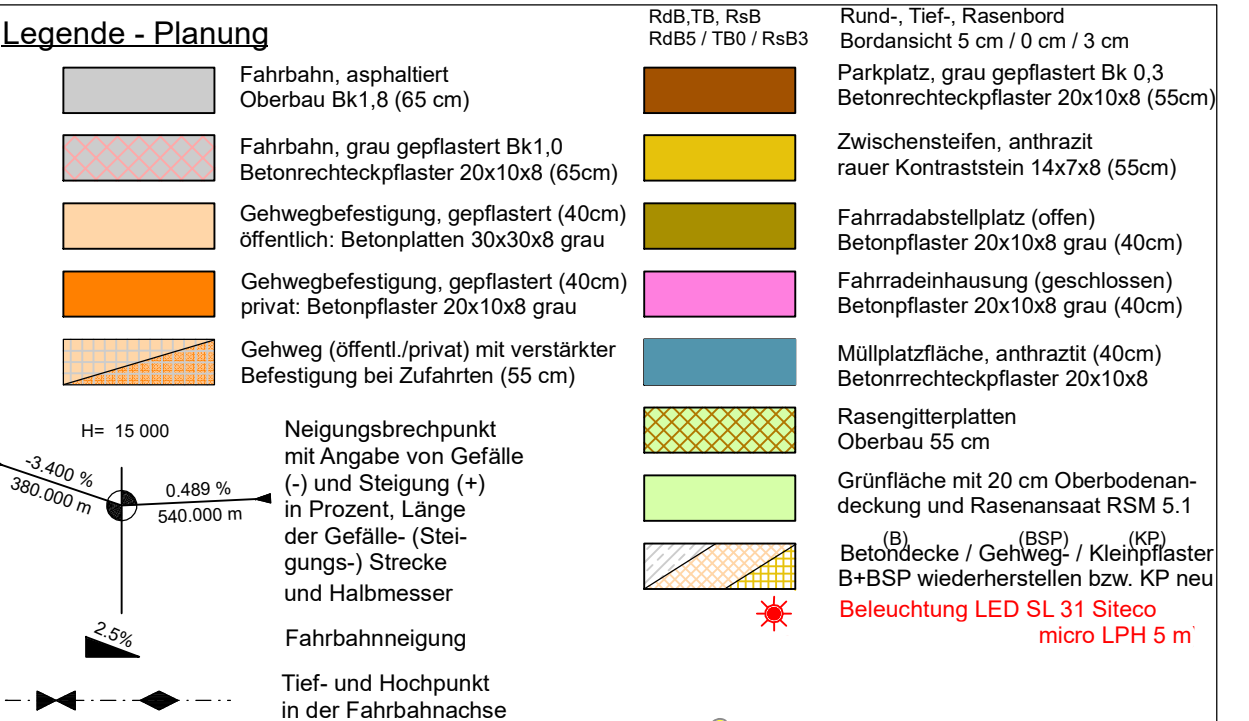 Legende - Planung
Fahrbahn, asphaltiert
Oberbau Bk1,8 (65 cm)
Fahrbahn, grau gepflastert Bk1,0
Betonrechteckpflaster 20x10x8 (65cm)
Gehwegbefestigung, gepflastert (40cm)
öffentlich: Betonplatten 30x30x8 grau
Gehwegbefestigung, gepflastert (40cm)
privat: Betonpflaster 20x10x8 grau
Gehweg (öffentl./privat) mit verstärkter
Befestigung bei Zufahrten (55 cm)
H= 15 000
-3.400 %
380.000 m
0.489 %
540.000 m
Neigungsbrechpunkt
mit Angabe von Gefälle
(-) und Steigung (+)
in Prozent, Länge
der Gefälle- (Stei-
gungs-) Strecke
und Halbmesser
2.5%
Fahrbahnneigung
Tief- und Hochpunkt
in der Fahrbahnachse
RdB,TB, RsB
RdB5 / TB0 / RsB3
Rund-, Tief-, Rasenbord
Bordansicht 5 cm / 0 cm / 3 cm
Parkplatz, grau gepflastert Bk 0,3
Betonrechteckpflaster 20x10x8 (55cm)
Zwischensteifen, anthrazit
rauer Kontraststein 14x7x8 (55cm)
Fahrradabstellplatz (offen)
Betonpflaster 20x10x8 grau (40cm)
Fahrradeinhausung (geschlossen)
Betonpflaster 20x10x8 grau (40cm)
Müllplatzfläche, anthraztit (40cm)
Betonrrechteckpflaster 20x10x8
Rasengitterplatten
Oberbau 55 cm
Grünfläche mit 20 cm Oberbodenan-
deckung und Rasenansaat RSM 5.1
(B) (BSP) (KP)
Betondecke / Gehweg- / Kleinpflaster
B+BSP wiederherstellen bzw. KP neu
Beleuchtung LED SL 31 Siteco
micro LPH 5 m